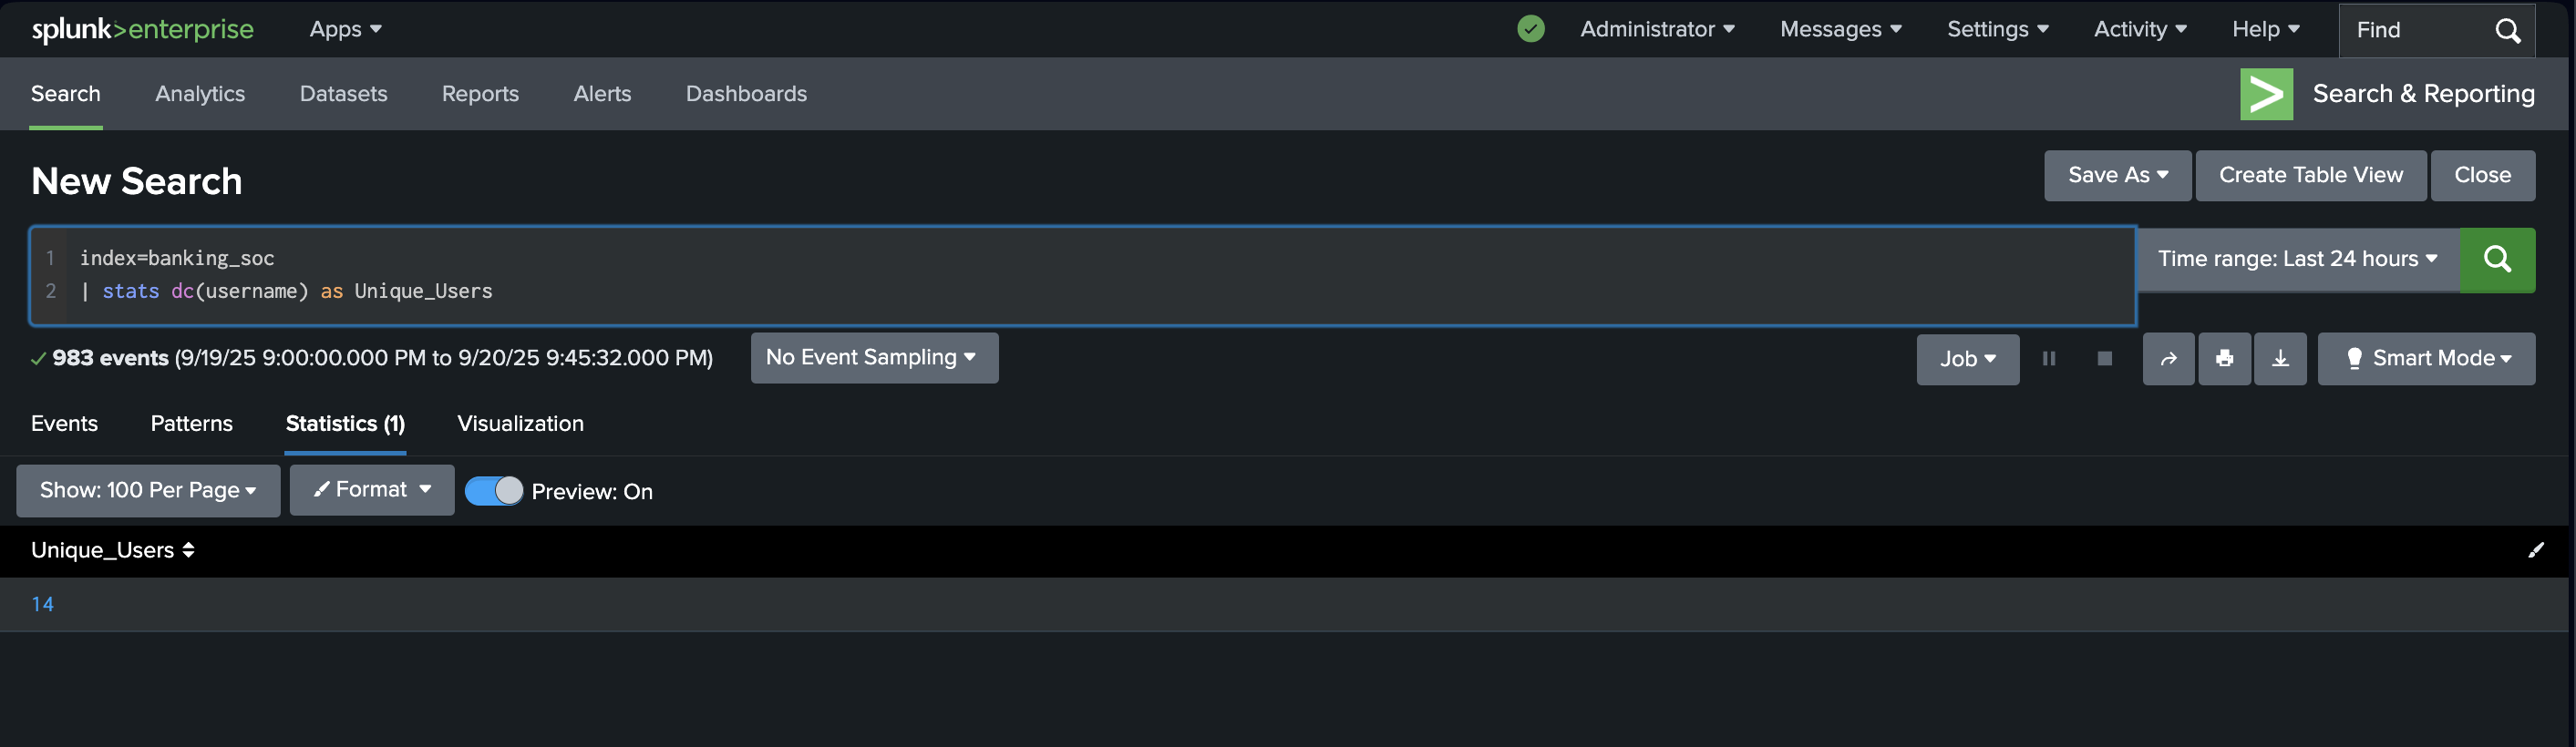 splunk>enterprise Apps Administrator Messages Settings Activity Help Find
Search Analytics Datasets Reports Alerts Dashboards Search & Reporting
New Search Save As Create Table View Close
1 index=banking_soc Time range: Last 24 hours
2 | stats dc(username) as Unique_Users
983 events (9/19/25 9:00:00.000 PM to 9/20/25 9:45:32.000 PM) No Event Sampling Job Smart Mode
Events Patterns Statistics (1) Visualization
Show: 100 Per Page Format Preview: On
Unique_Users
14